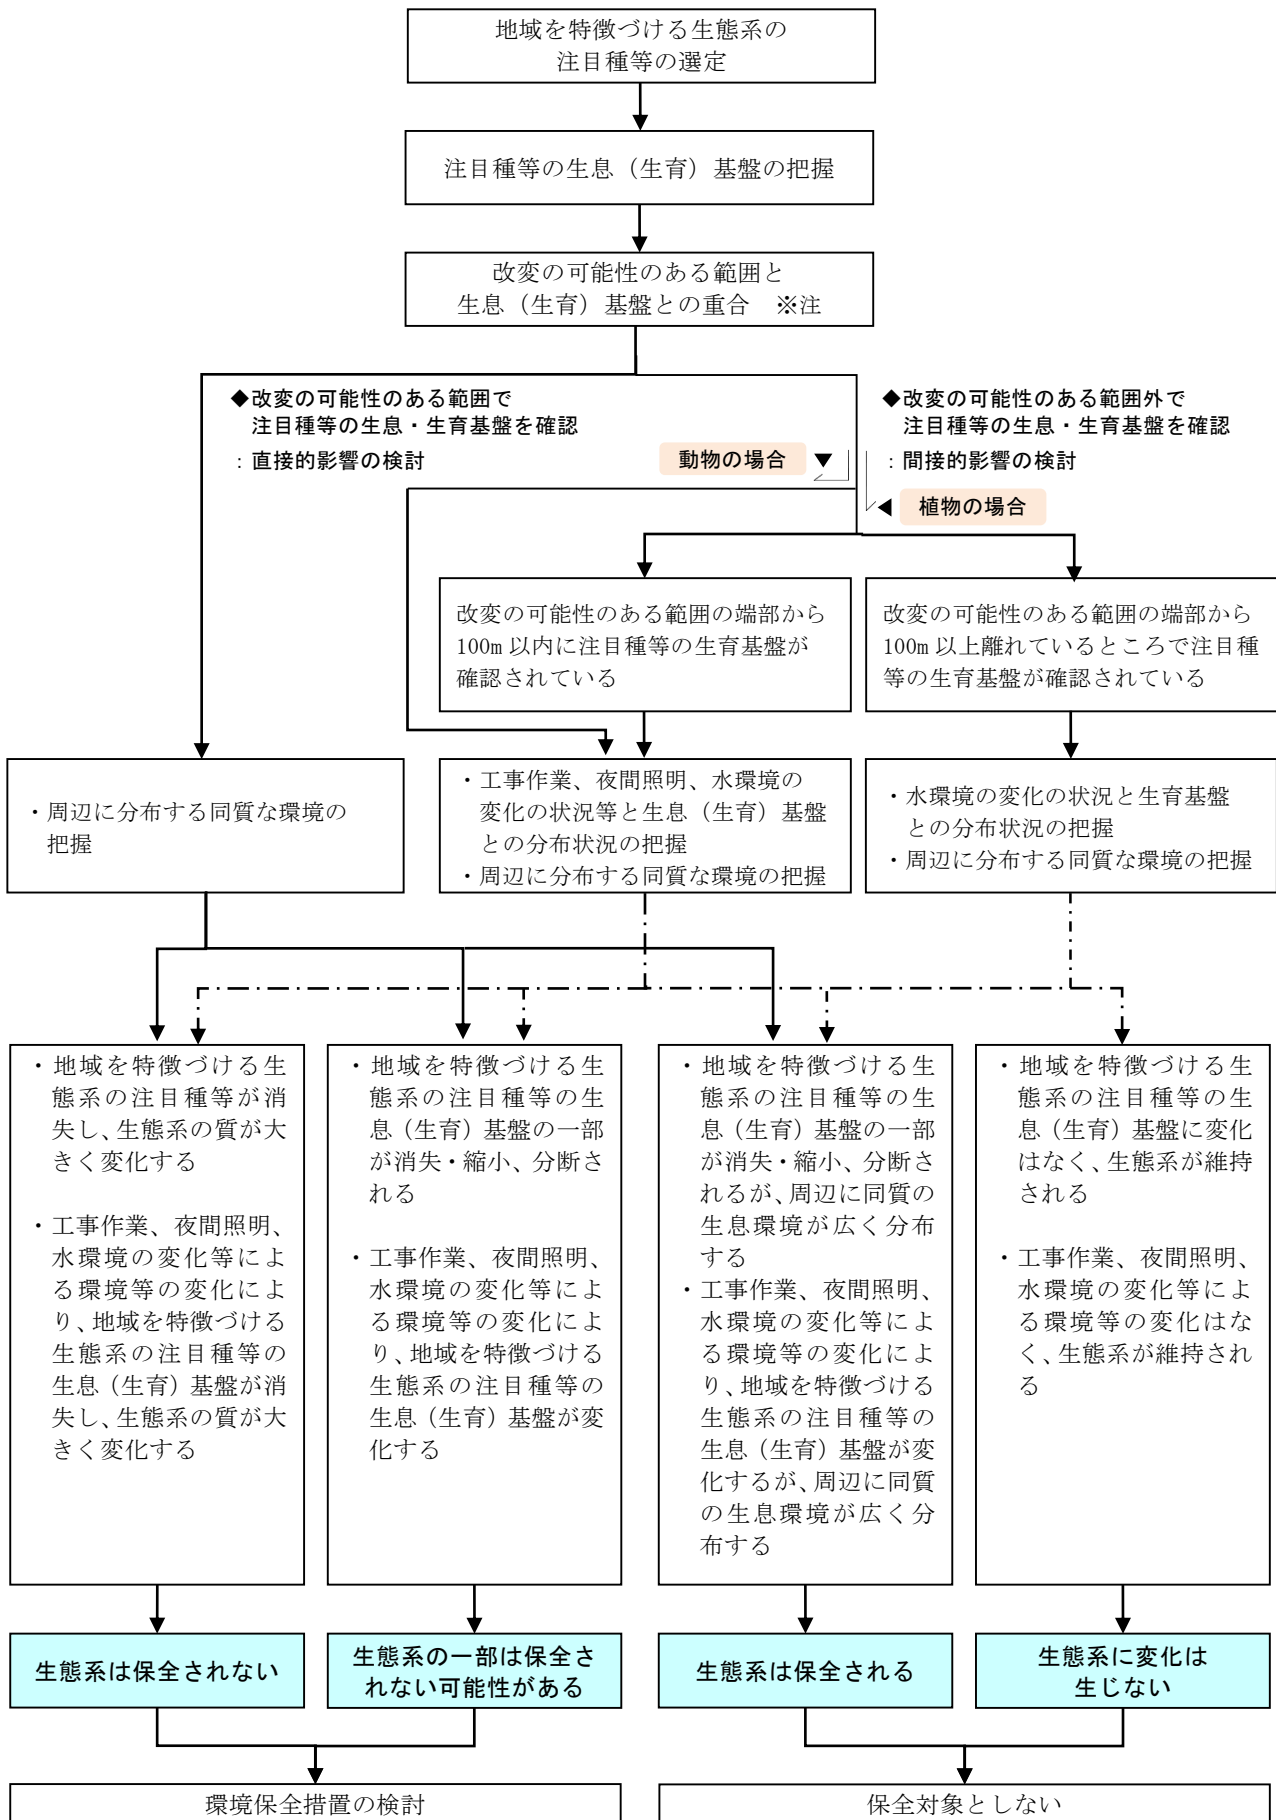 地域を特徴づける生態系の
注目種等の選定
注目種等の生息（生育）基盤の把握
改変の可能性のある範囲と
生息（生育）基盤との重合　※注
◆改変の可能性のある範囲で
注目種等の生息・生育基盤を確認
：直接的影響の検討
動物の場合 ▼
◆改変の可能性のある範囲外で
注目種等の生息・生育基盤を確認
：間接的影響の検討
◀ 植物の場合
改変の可能性のある範囲の端部から
100m 以内に注目種等の生育基盤が
確認されている
改変の可能性のある範囲の端部から
100m 以上離れているところで注目種
等の生育基盤が確認されている
・周辺に分布する同質な環境の
把握
・工事作業、夜間照明、水環境の
変化の状況等と生息（生育）基盤
との分布状況の把握
・周辺に分布する同質な環境の把握
・水環境の変化の状況と生育基盤
との分布状況の把握
・周辺に分布する同質な環境の把握
・地域を特徴づける生
態系の注目種等が消
失し、生態系の質が大
きく変化する
・工事作業、夜間照明、
水環境の変化等によ
る環境等の変化によ
り、地域を特徴づける
生態系の注目種等の
生息（生育）基盤が消
失し、生態系の質が大
きく変化する
・地域を特徴づける生
態系の注目種等の生
息（生育）基盤の一部
が消失・縮小、分断さ
れる
・工事作業、夜間照明、
水環境の変化等によ
る環境等の変化によ
り、地域を特徴づける
生態系の注目種等の
生息（生育）基盤が変
化する
・地域を特徴づける生
態系の注目種等の生
息（生育）基盤の一部
が消失・縮小、分断さ
れるが、周辺に同質の
生息環境が広く分布
する
・工事作業、夜間照明、
水環境の変化等によ
る環境等の変化によ
り、地域を特徴づける
生態系の注目種等の
生息（生育）基盤が変
化するが、周辺に同質
の生息環境が広く分
布する
・地域を特徴づける生
態系の注目種等の生
息（生育）基盤に変化
はなく、生態系が維持
される
・工事作業、夜間照明、
水環境の変化等によ
る環境等の変化はな
く、生態系が維持され
る
生態系は保全されない
生態系の一部は保全さ
れない可能性がある
生態系は保全される
生態系に変化は
生じない
環境保全措置の検討
保全対象としない